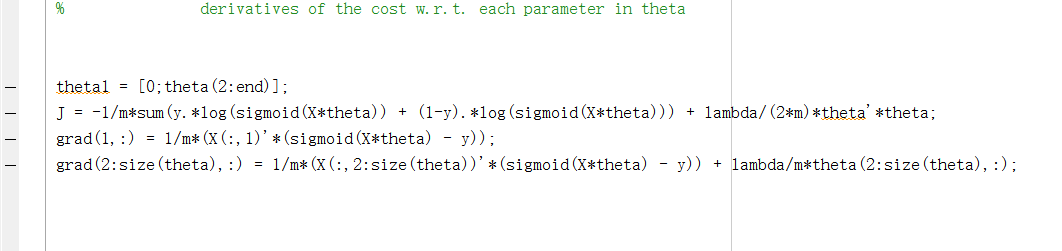 % derivatives of the cost w.r.t. each parameter in theta
theta1 = [0;theta(2:end)];
J = -1/m*sum(y.*log(sigmoid(X*theta)) + (1-y).*log(sigmoid(X*theta))) + lambda/(2*m)*theta'*theta;
grad(1,:) = 1/m*(X(:,1)'*(sigmoid(X*theta) - y));
grad(2:size(theta),:) = 1/m*(X(:,2:size(theta))'*(sigmoid(X*theta) - y)) + lambda/m*theta(2:size(theta),:);